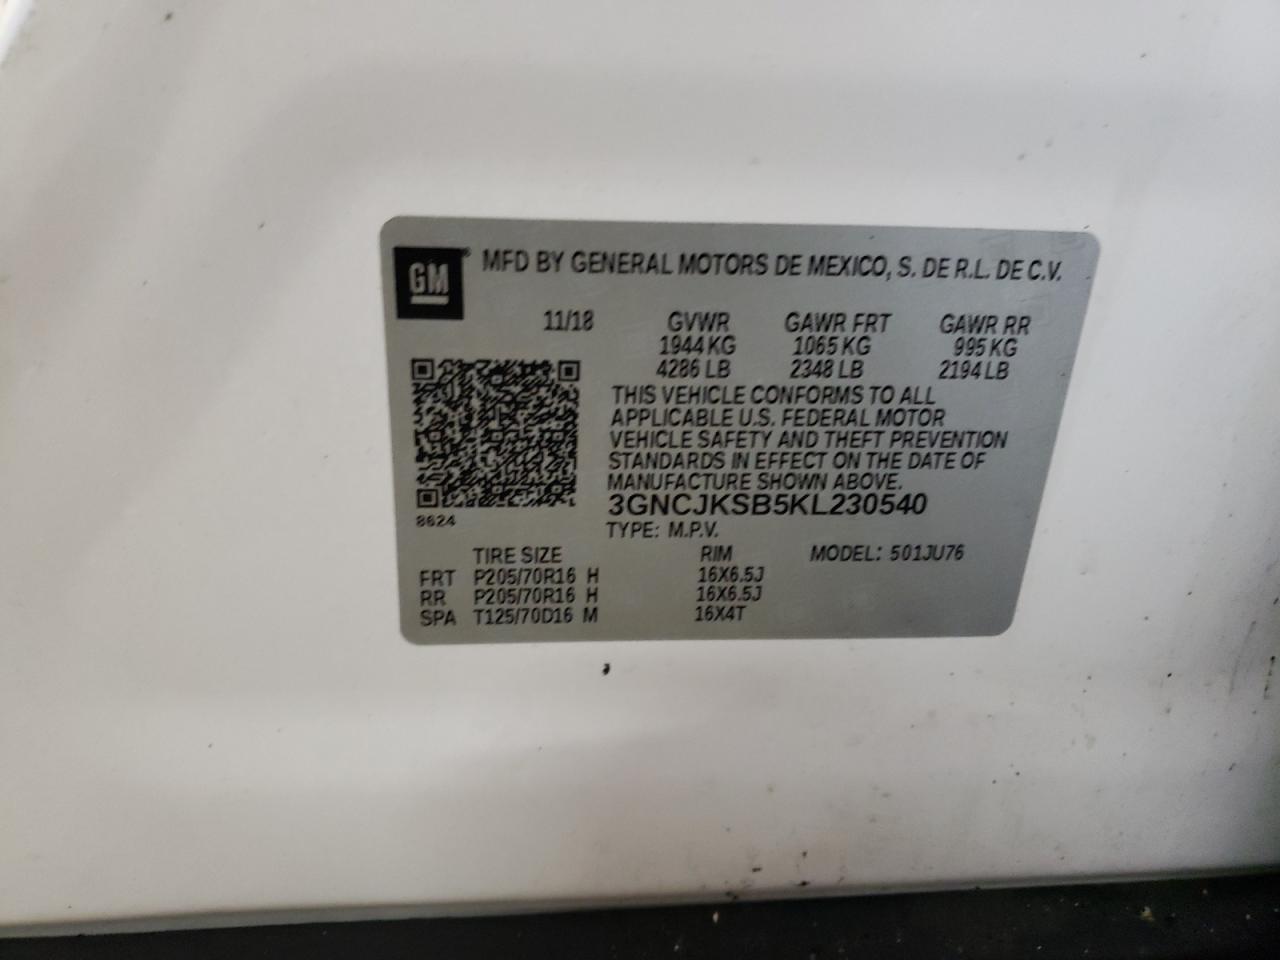 GM® MFD BY GENERAL MOTORS DE MEXICO, S. DE R.L. DE C.V.
11/18 GVWR GAWR FRT GAWR RR
1944 KG 1065 KG 995 KG
4286 LB 2348 LB 2194 LB
THIS VEHICLE CONFORMS TO ALL
APPLICABLE U.S. FEDERAL MOTOR
VEHICLE SAFETY AND THEFT PREVENTION
STANDARDS IN EFFECT ON THE DATE OF
MANUFACTURE SHOWN ABOVE.
3GNCJKSB5KL230540
8624
TYPE: M.P.V.
TIRE SIZE RIM MODEL: 501JU76
FRT P205/70R16 H 16X6.5J
RR P205/70R16 H 16X6.5J
SPA T125/70D16 M 16X4T